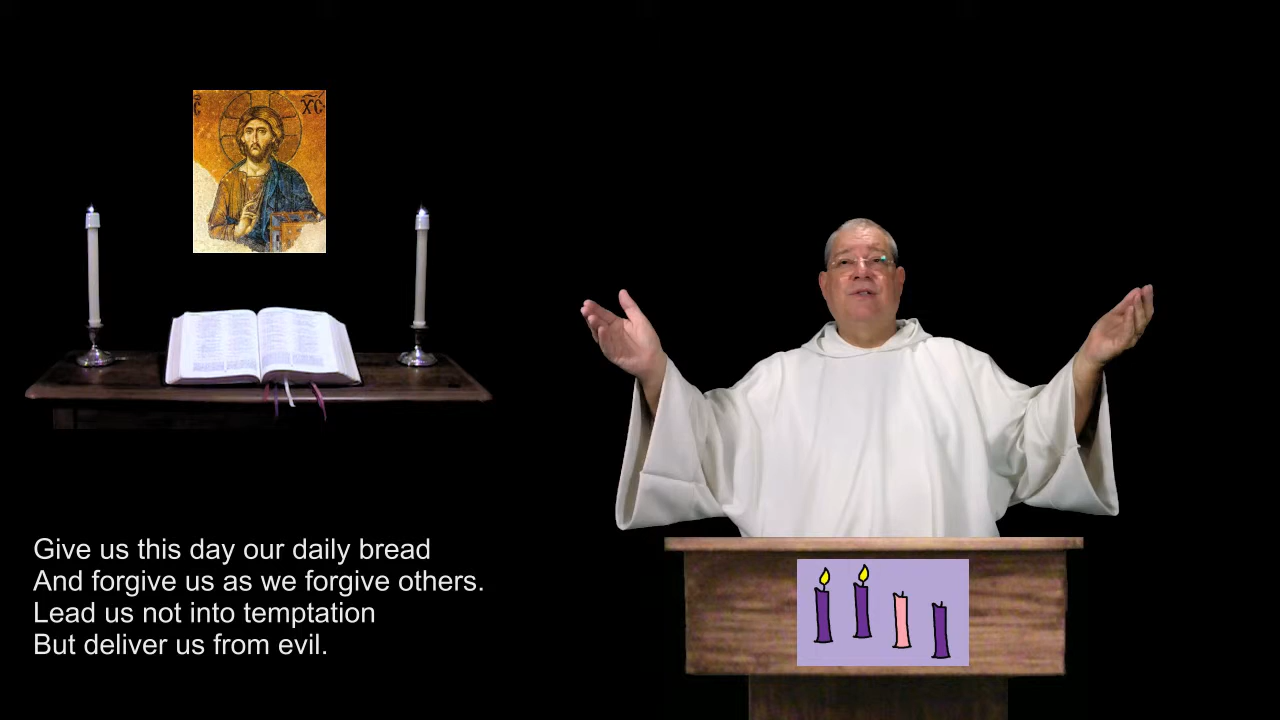 XC
Give us this day our daily bread
And forgive us as we forgive others.
Lead us not into temptation
But deliver us from evil.